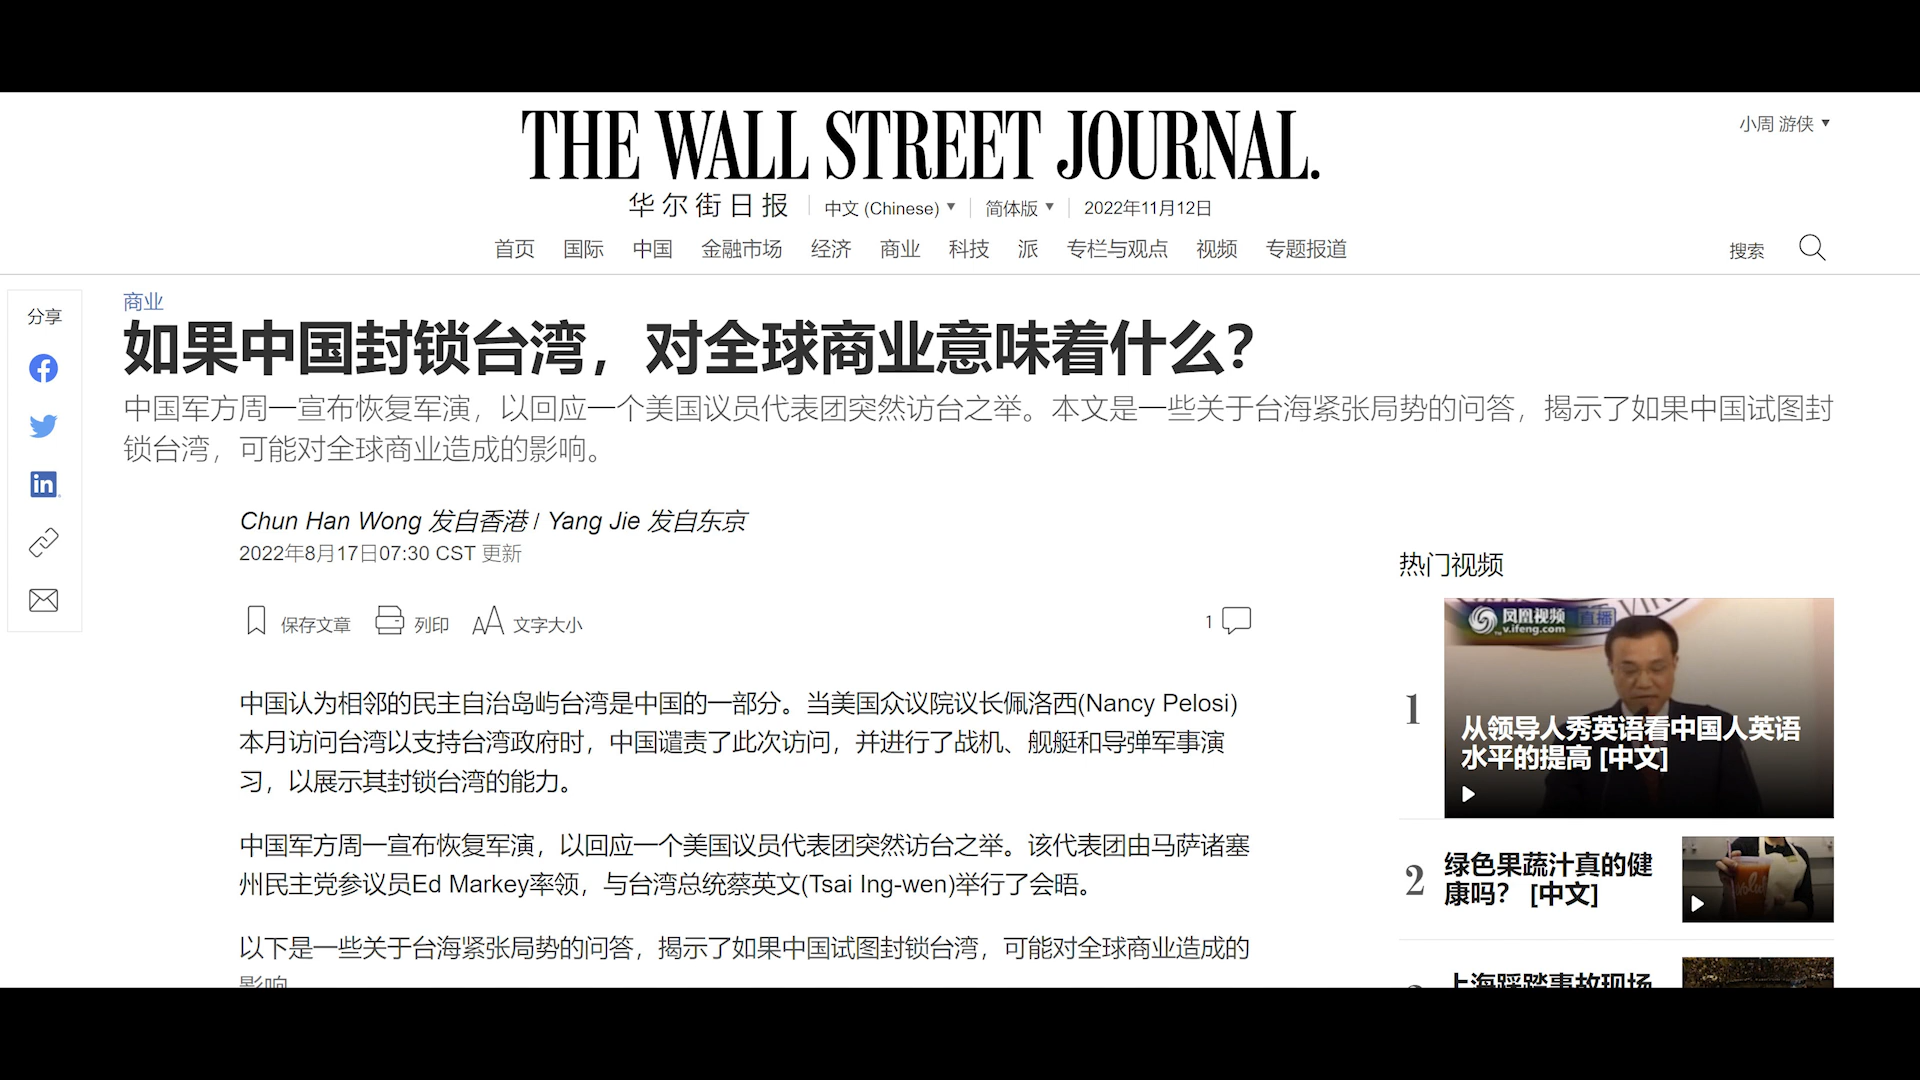 THE WALL STREET JOURNAL.
小周 游侠
华尔街日报 中文 (Chinese) 简体版 2022年11月12日
首页 国际 中国 金融市场 经济 商业 科技 派 专栏与观点 视频 专题报道 搜索
分享
商业
如果中国封锁台湾，对全球商业意味着什么？
中国军方周一宣布恢复军演，以回应一个美国议员代表团突然访台之举。本文是一些关于台海紧张局势的问答，揭示了如果中国试图封
锁台湾，可能对全球商业造成的影响。
Chun Han Wong 发自香港 / Yang Jie 发自东京
2022年8月17日07:30 CST 更新
保存文章 列印 AA 文字大小 1
中国认为相邻的民主自治岛屿台湾是中国的一部分。当美国众议院议长佩洛西(Nancy Pelosi)
本月访问台湾以支持台湾政府时，中国谴责了此次访问，并进行了战机、舰艇和导弹军事演
习，以展示其封锁台湾的能力。
中国军方周一宣布恢复军演，以回应一个美国议员代表团突然访台之举。该代表团由马萨诸塞
州民主党参议员Ed Markey率领，与台湾总统蔡英文(Tsai Ing-wen)举行了会晤。
以下是一些关于台海紧张局势的问答，揭示了如果中国试图封锁台湾，可能对全球商业造成的
影响
热门视频
凤凰视频 直播
v.ifeng.com
1
从领导人秀英语看中国人英语
水平的提高 [中文]
2
绿色果蔬汁真的健
康吗？ [中文]
上海踩踏事故现场